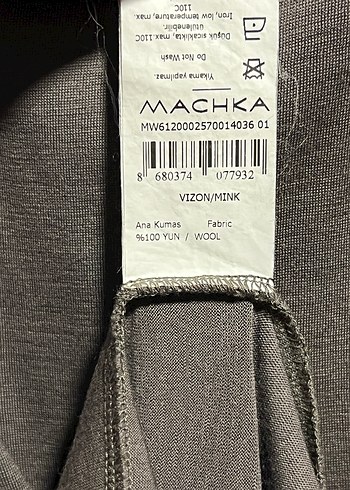 110C
Iron, low temperature, max.
ütülenebilir.
Düşük sıcaklıkta, max.110C
Do Not Wash
Yıkama yapılmaz.
MACHKA
MW6120002570014036 01
8 680374 077932
VIZON/MINK
Ana Kumas Fabric
%100 YUN / WOOL